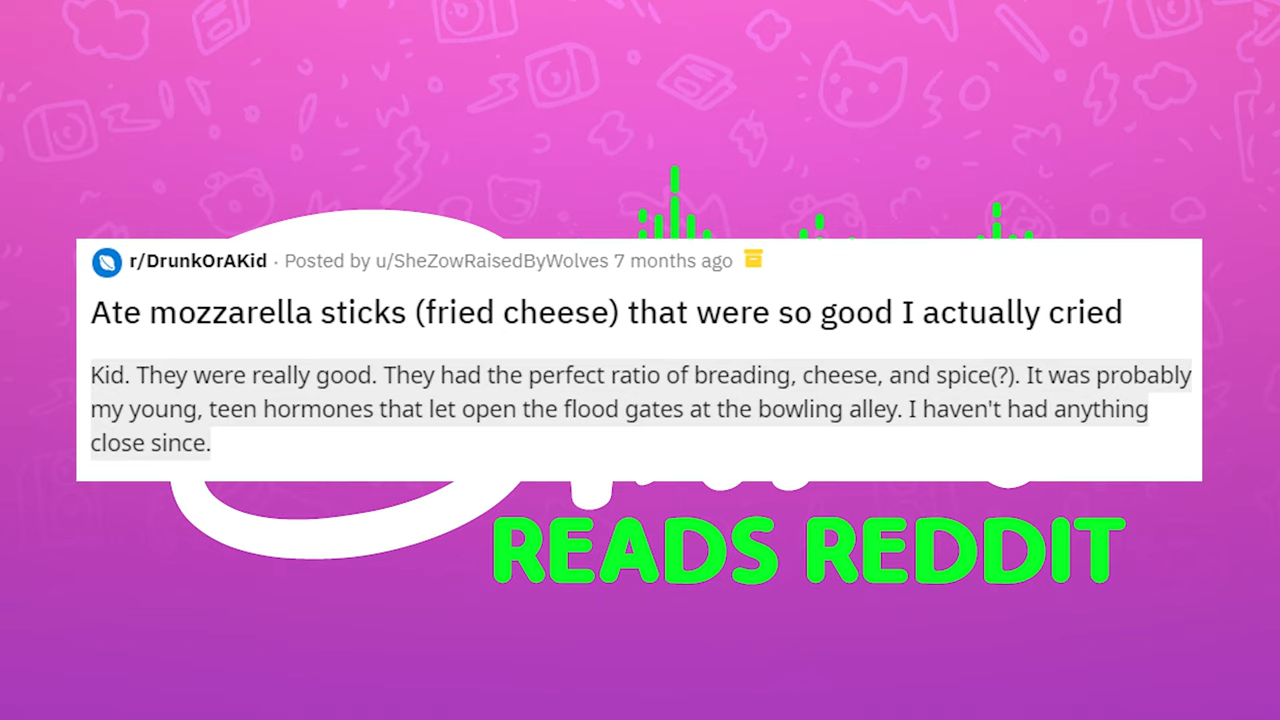 r/DrunkOrAKid · Posted by u/SheZowRaisedByWolves 7 months ago
Ate mozzarella sticks (fried cheese) that were so good I actually cried
Kid. They were really good. They had the perfect ratio of breading, cheese, and spice(?). It was probably
my young, teen hormones that let open the flood gates at the bowling alley. I haven't had anything
close since.
READS REDDIT